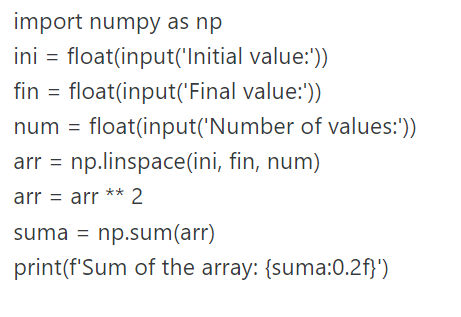 import numpy as np
ini = float(input('Initial value:'))
fin = float(input('Final value:'))
num = float(input('Number of values:'))
arr = np.linspace(ini, fin, num)
arr = arr ** 2
suma = np.sum(arr)
print(f'Sum of the array: {suma:0.2f}')